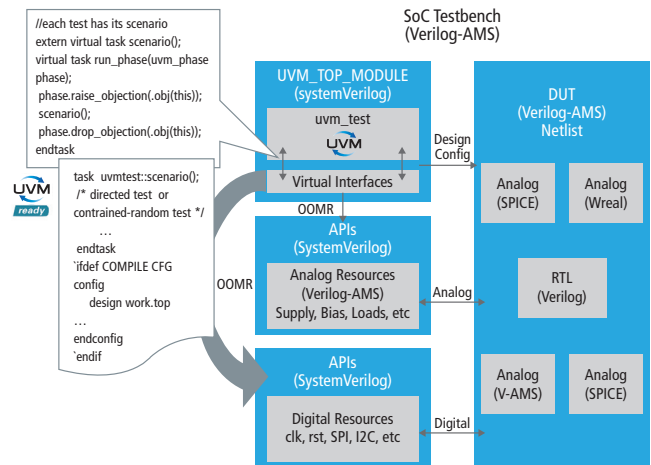 //each test has its scenario
extern virtual task scenario();
virtual task run_phase(uvm_phase
phase);
phase.raise_objection(.obj(this));
scenario();
phase.drop_objection(.obj(this));
endtask
UVM
ready
task uvmtest::scenario();
/* directed test or
contrained-random test */
...
endtask
`ifdef COMPILE CFG
config
design work.top
...
endconfig
`endif
SoC Testbench
(Verilog-AMS)
UVM_TOP_MODULE
(systemVerilog)
uvm_test
UVM
Virtual Interfaces
Design
Config
OOMR
OOMR
APIs
(SystemVerilog)
Analog Resources
(Verilog-AMS)
Supply, Bias, Loads, etc
Analog
APIs
(SystemVerilog)
Digital Resources
clk, rst, SPI, I2C, etc
Digital
DUT
(Verilog-AMS)
Netlist
Analog
(SPICE)
Analog
(Wreal)
RTL
(Verilog)
Analog
(V-AMS)
Analog
(SPICE)